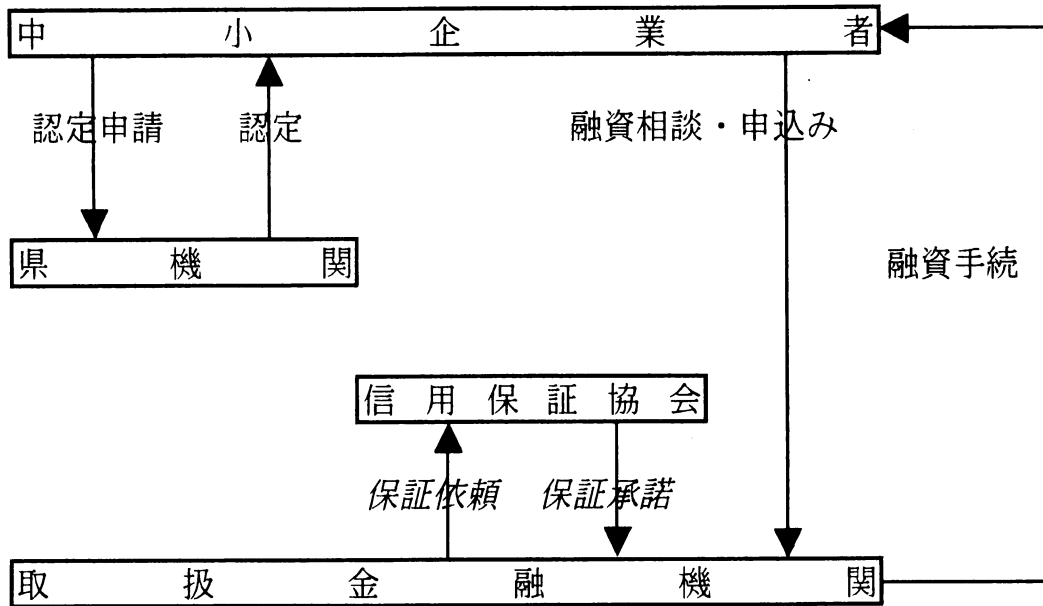 中小企業者
認定申請
認定
融資相談・申込み
県機関
融資手続
信用保証協会
保証依頼
保証承諾
取扱金融機関